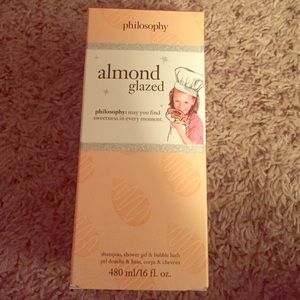 philosophy
almond
glazed
philosophy: may you find
sweetness in every moment.
shampoo, shower gel & bubble bath
gel douche & bain, corps & cheveux
480 ml/16 fl. oz.